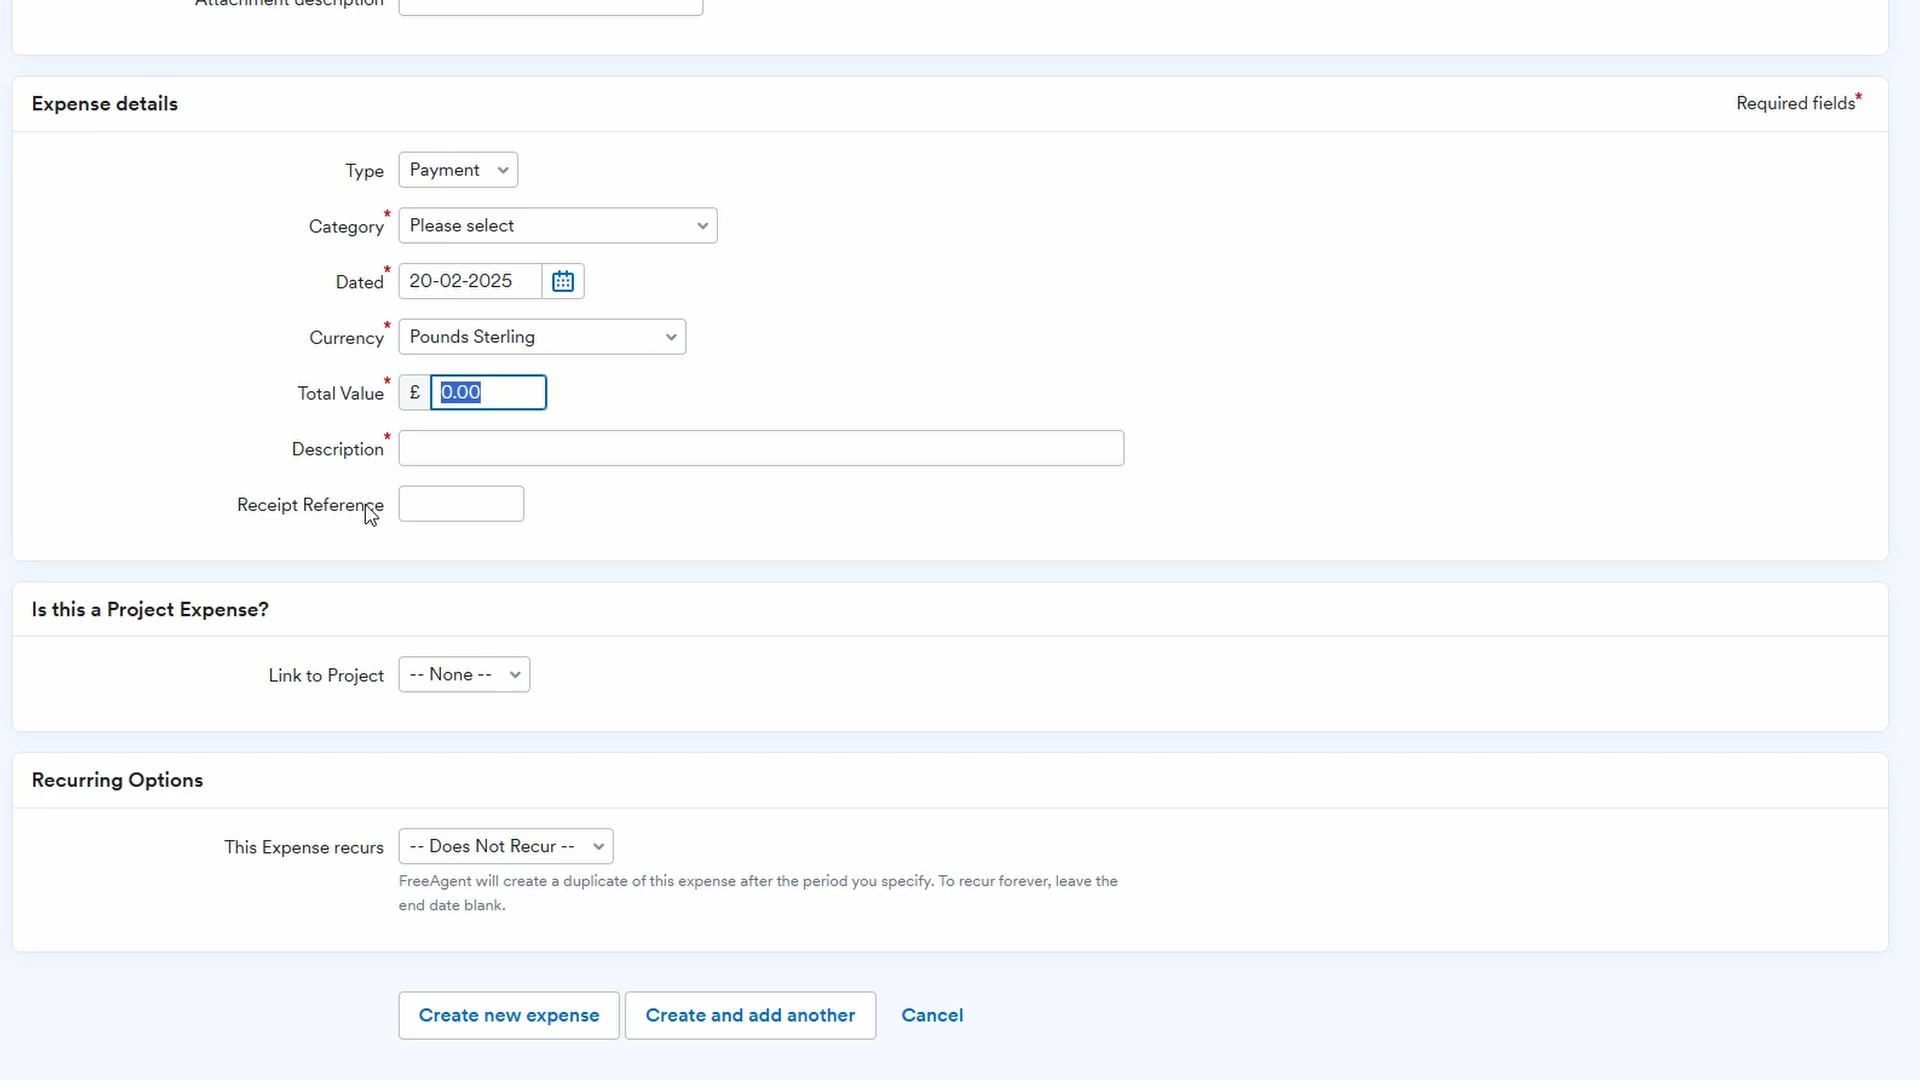 Attachment description
Expense details
Required fields*
Type
Payment
Category*
Please select
Dated*
20-02-2025
Currency*
Pounds Sterling
Total Value*
£
0.00
Description*
Receipt Reference
Is this a Project Expense?
Link to Project
-- None --
Recurring Options
This Expense recurs
-- Does Not Recur --
FreeAgent will create a duplicate of this expense after the period you specify. To recur forever, leave the
end date blank.
Create new expense
Create and add another
Cancel